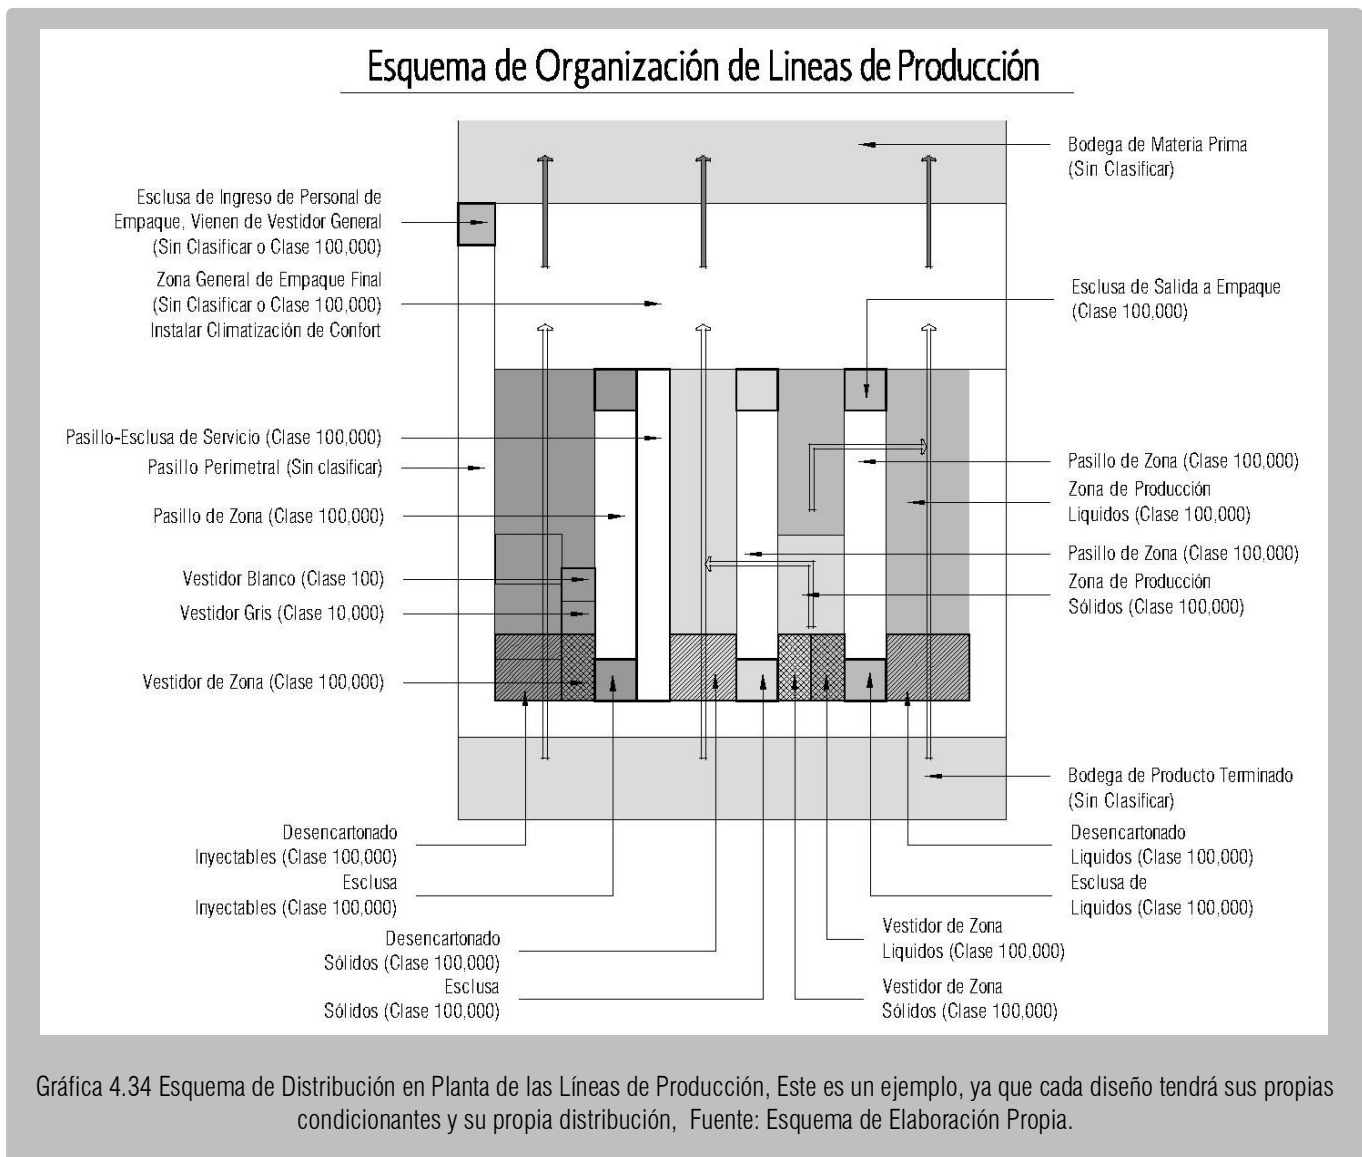 Esquema de Organización de Lineas de Producción
Esclusa de Ingreso de Personal de
Empaque, Vienen de Vestidor General
(Sin Clasificar o Clase 100,000)
Zona General de Empaque Final
(Sin Clasificar o Clase 100,000)
Instalar Climatización de Confort
Pasillo-Esclusa de Servicio (Clase 100,000)
Pasillo Perimetral (Sin clasificar)
Pasillo de Zona (Clase 100,000)
Vestidor Blanco (Clase 100)
Vestidor Gris (Clase 10,000)
Vestidor de Zona (Clase 100,000)
Desencartonado
Inyectables (Clase 100,000)
Esclusa
Inyectables (Clase 100,000)
Desencartonado
Sólidos (Clase 100,000)
Esclusa
Sólidos (Clase 100,000)
Bodega de Materia Prima
(Sin Clasificar)
Esclusa de Salida a Empaque
(Clase 100,000)
Pasillo de Zona (Clase 100,000)
Zona de Producción
Liquidos (Clase 100,000)
Pasillo de Zona (Clase 100,000)
Zona de Producción
Sólidos (Clase 100,000)
Bodega de Producto Terminado
(Sin Clasificar)
Desencartonado
Liquidos (Clase 100,000)
Esclusa de
Liquidos (Clase 100,000)
Vestidor de Zona
Liquidos (Clase 100,000)
Vestidor de Zona
Sólidos (Clase 100,000)
Gráfica 4.34 Esquema de Distribución en Planta de las Líneas de Producción, Este es un ejemplo, ya que cada diseño tendrá sus propias
condicionantes y su propia distribución, Fuente: Esquema de Elaboración Propia.